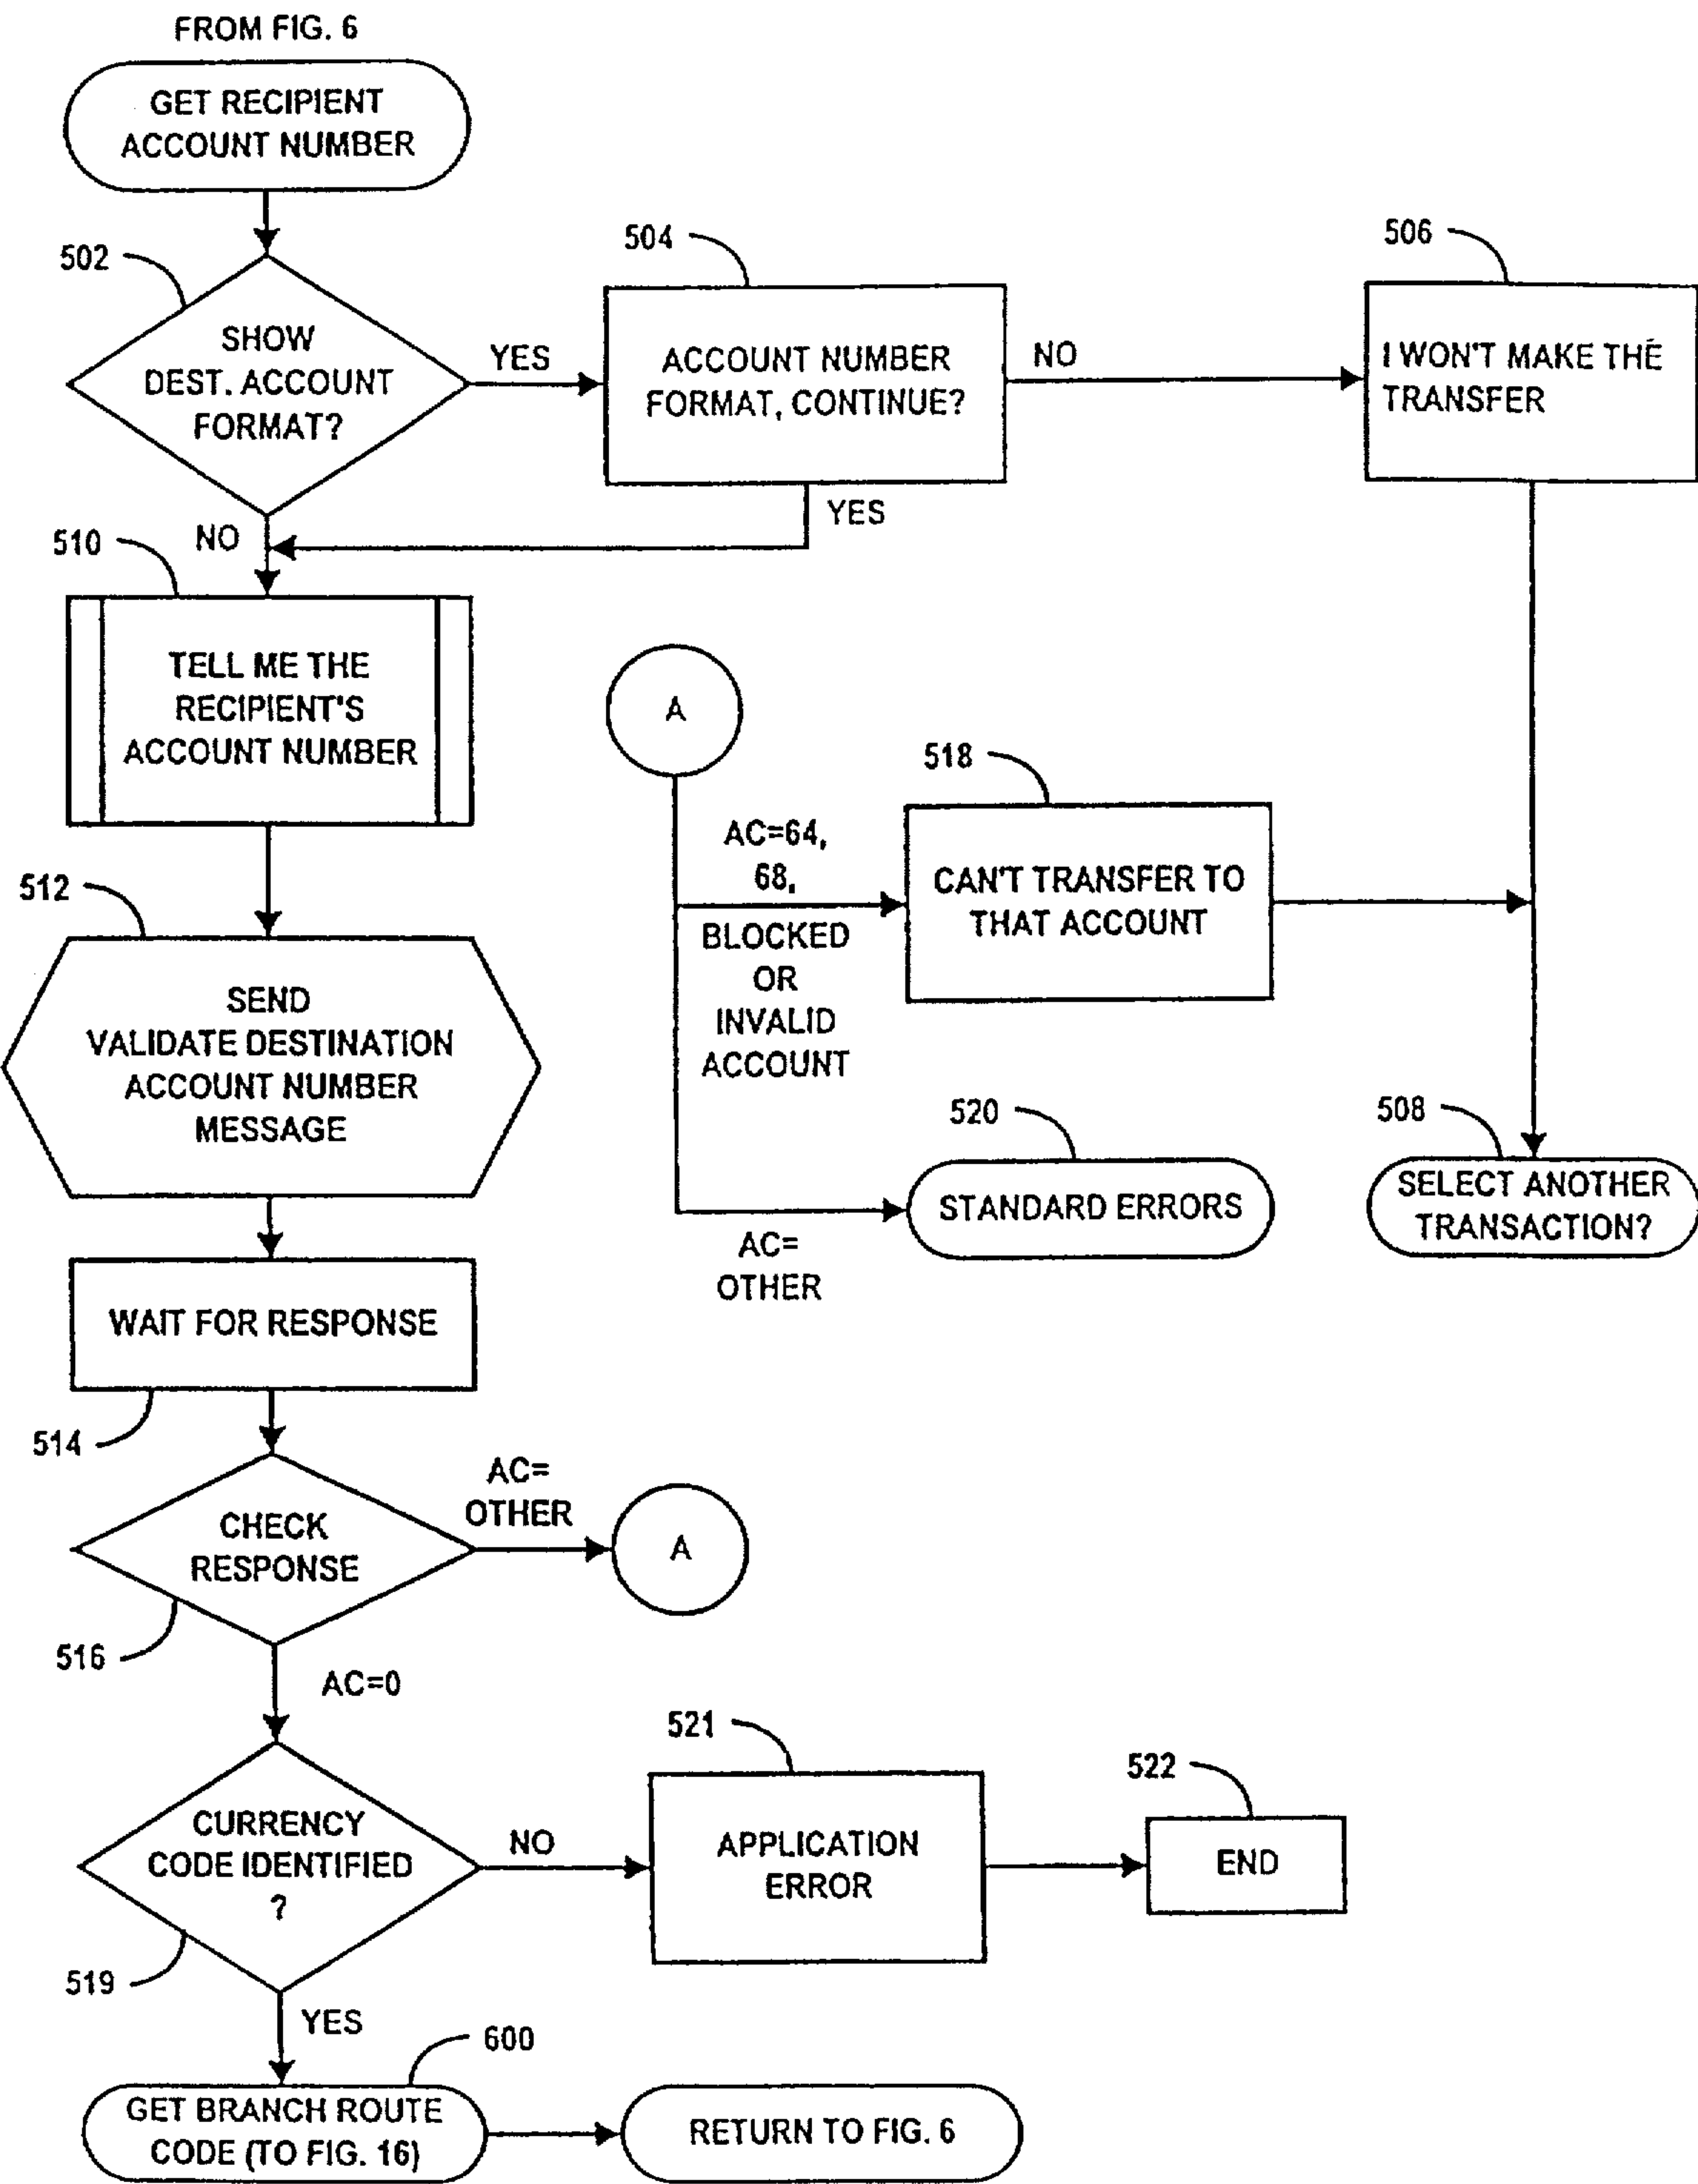 FROM FIG. 6
GET RECIPIENT
ACCOUNT NUMBER
502
SHOW
DEST. ACCOUNT
FORMAT?
YES
504
ACCOUNT NUMBER
FORMAT, CONTINUE?
NO
506
I WON'T MAKE THE
TRANSFER
YES
NO
510
TELL ME THE
RECIPIENT'S
ACCOUNT NUMBER
A
AC=64,
68,
BLOCKED
OR
INVALID
ACCOUNT
518
CAN'T TRANSFER TO
THAT ACCOUNT
512
SEND
VALIDATE DESTINATION
ACCOUNT NUMBER
MESSAGE
520
STANDARD ERRORS
AC=
OTHER
508
SELECT ANOTHER
TRANSACTION?
WAIT FOR RESPONSE
514
CHECK
RESPONSE
516
AC=
OTHER
A
AC=0
CURRENCY
CODE IDENTIFIED
?
519
NO
521
APPLICATION
ERROR
522
END
YES
600
GET BRANCH ROUTE
CODE (TO FIG. 16)
RETURN TO FIG. 6